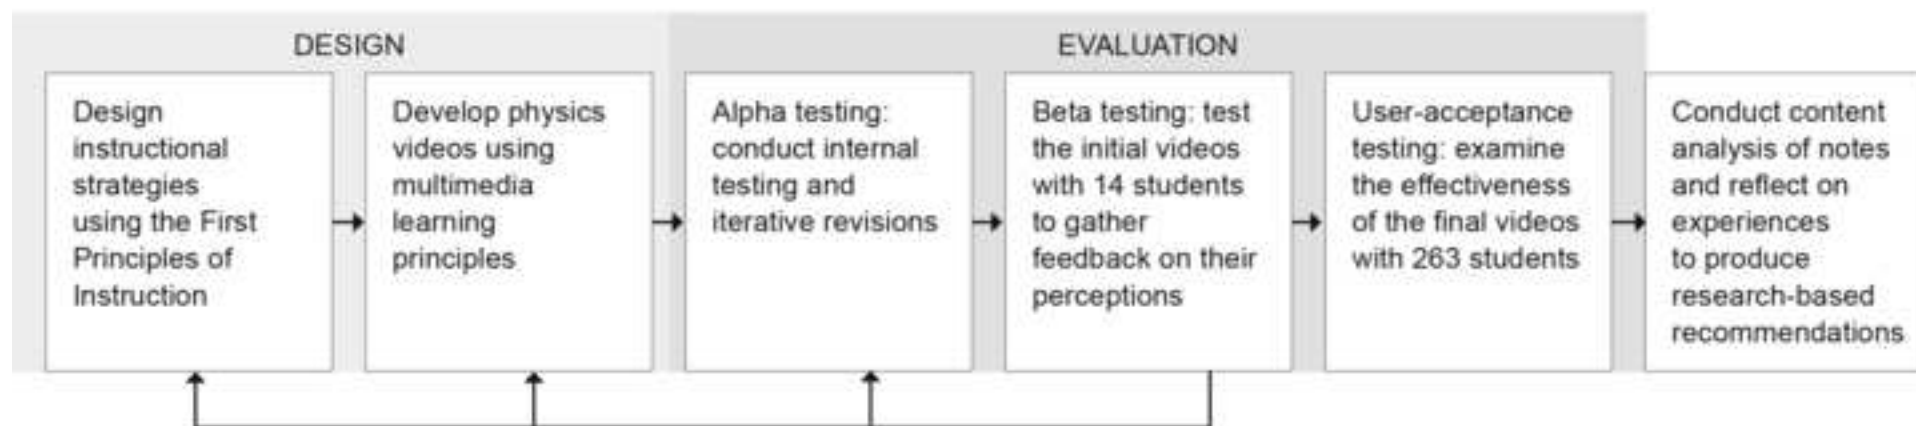 DESIGN
Design
instructional
strategies
using the First
Principles of
Instruction
Develop physics
videos using
multimedia
learning
principles
EVALUATION
Alpha testing:
conduct internal
testing and
iterative revisions
Beta testing: test
the initial videos
with 14 students
to gather
feedback on their
perceptions
User-acceptance
testing: examine
the effectiveness
of the final videos
with 263 students
Conduct content
analysis of notes
and reflect on
experiences
to produce
research-based
recommendations